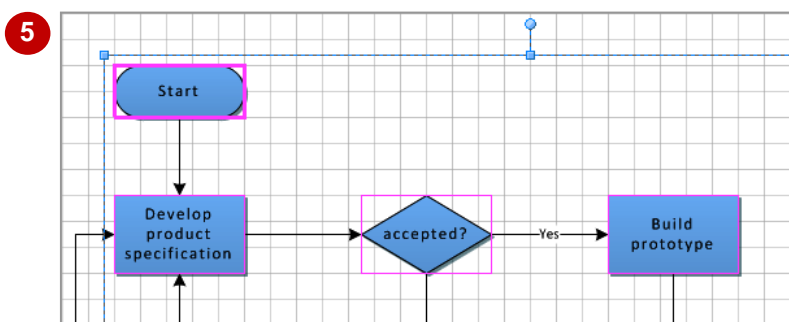 5
Start
Develop
product
specification
accepted?
Yes
Build
prototype